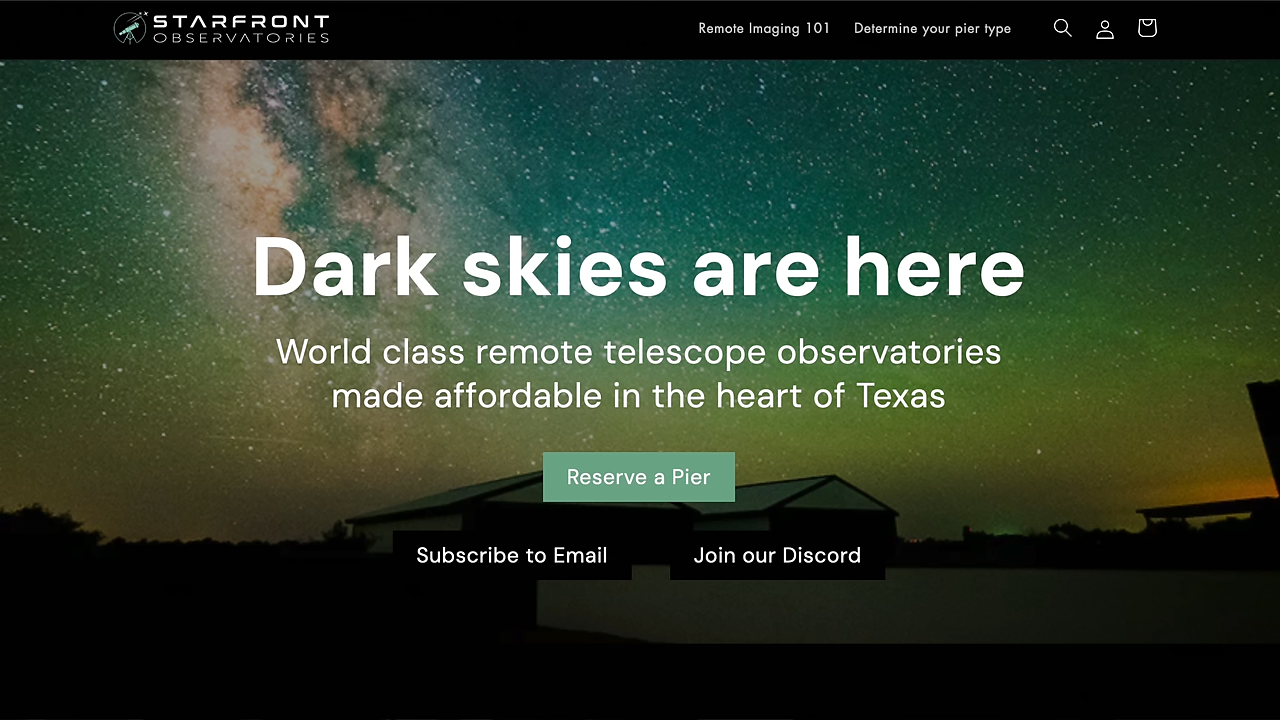 STARFRONT
OBSERVATORIES
Remote Imaging 101
Determine your pier type
Dark skies are here
World class remote telescope observatories
made affordable in the heart of Texas
Reserve a Pier
Subscribe to Email
Join our Discord